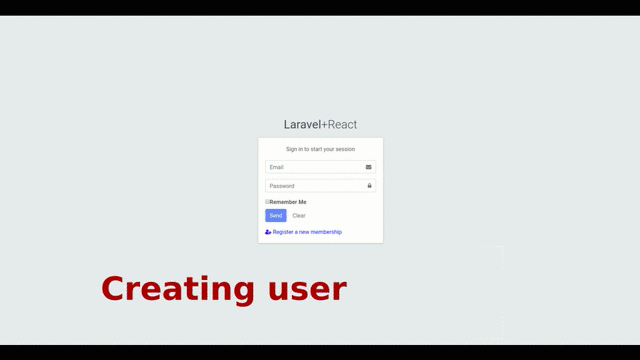 Laravel+React
Sign in to start your session
Email
Password
Remember Me
Send Clear
Register a new membership
Creating user